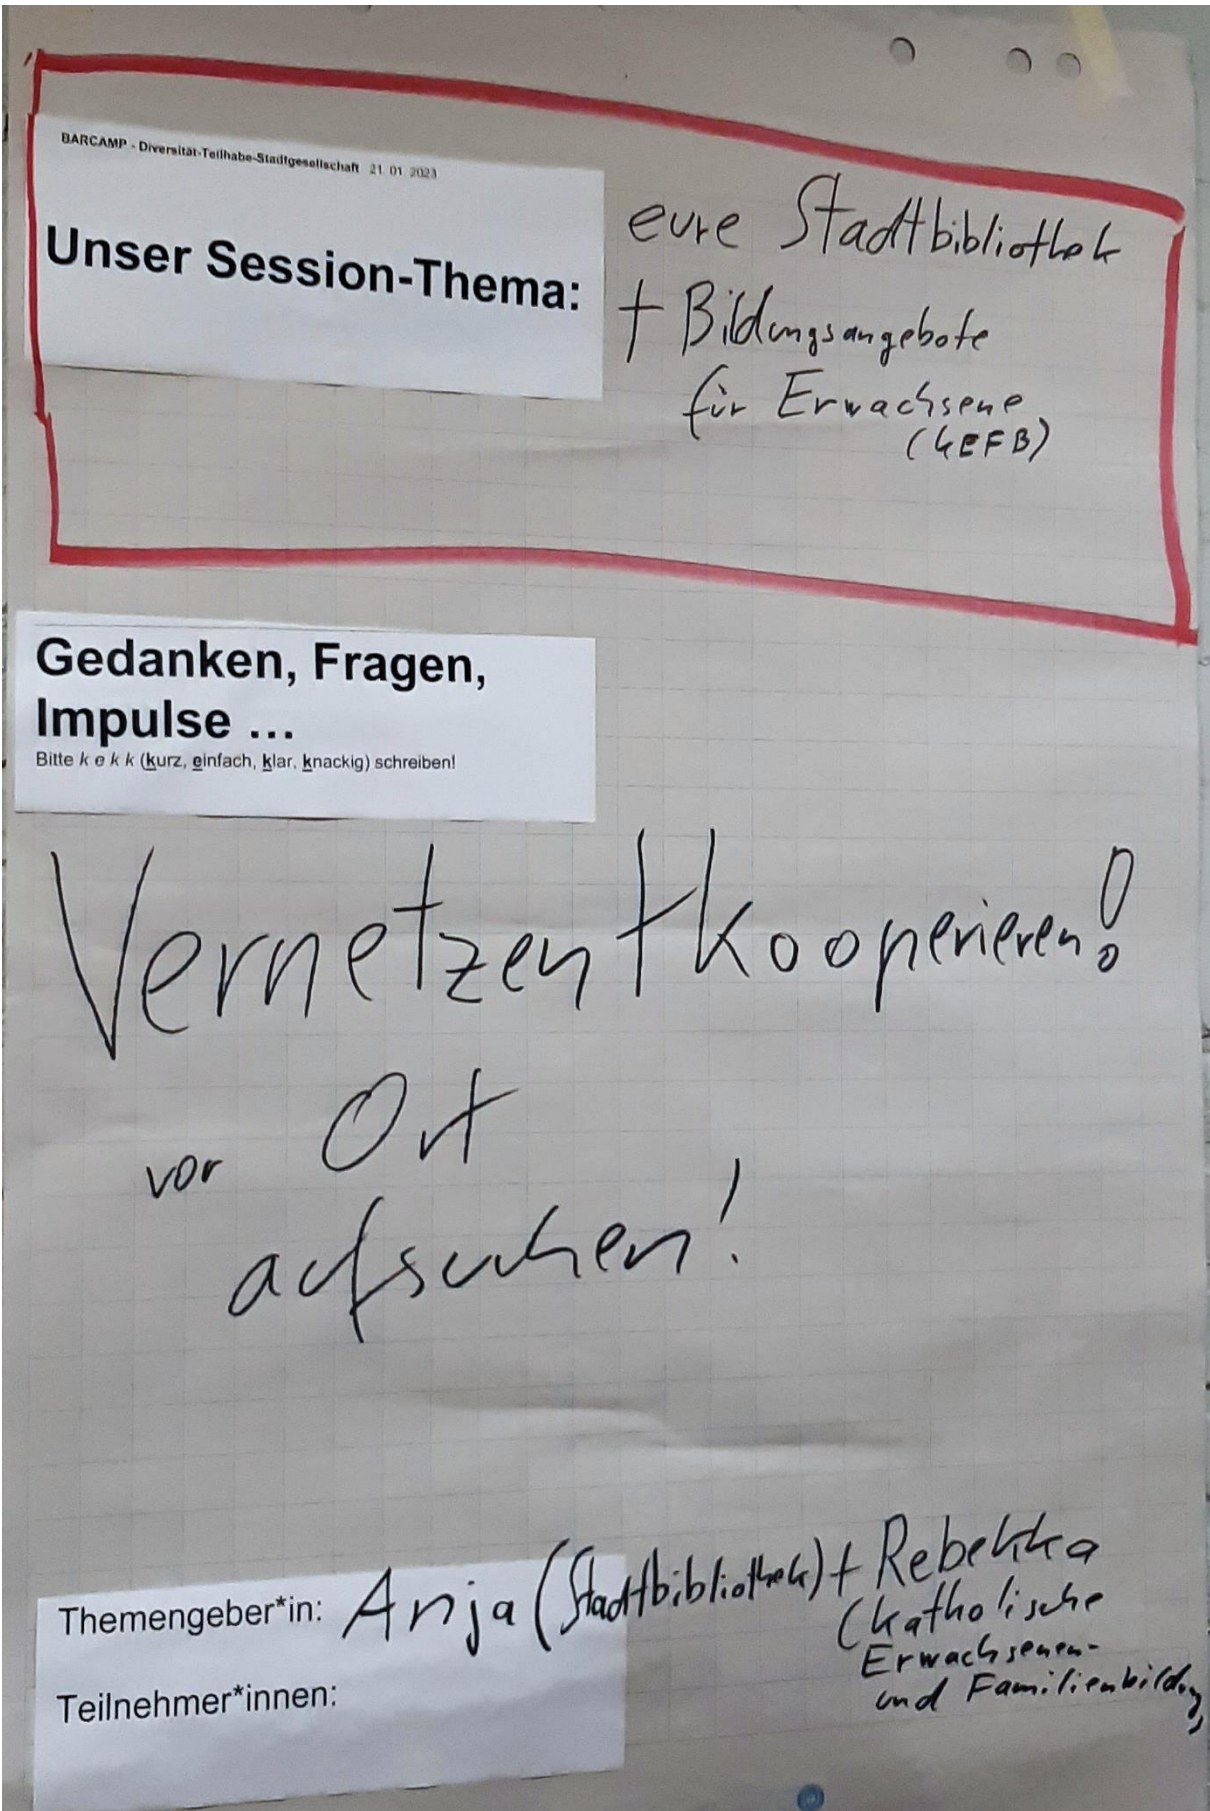 BARCAMP - Diversität-Teilhabe-Stadtgesellschaft 21. 01. 2023
Unser Session-Thema:
eure Stadtbibliothek
+ Bildungsangebote
für Erwachsene
(KEFB)
Gedanken, Fragen,
Impulse ...
Bitte k e k k (kurz, einfach, klar, knackig) schreiben!
Vernetzen + kooperieren!
vor Ort
aufsuchen!
Themengeber*in: Anja (Stadtbibliothek) + Rebekka
(Katholische
Erwachsenen-
und Familienbildung)
Teilnehmer*innen: